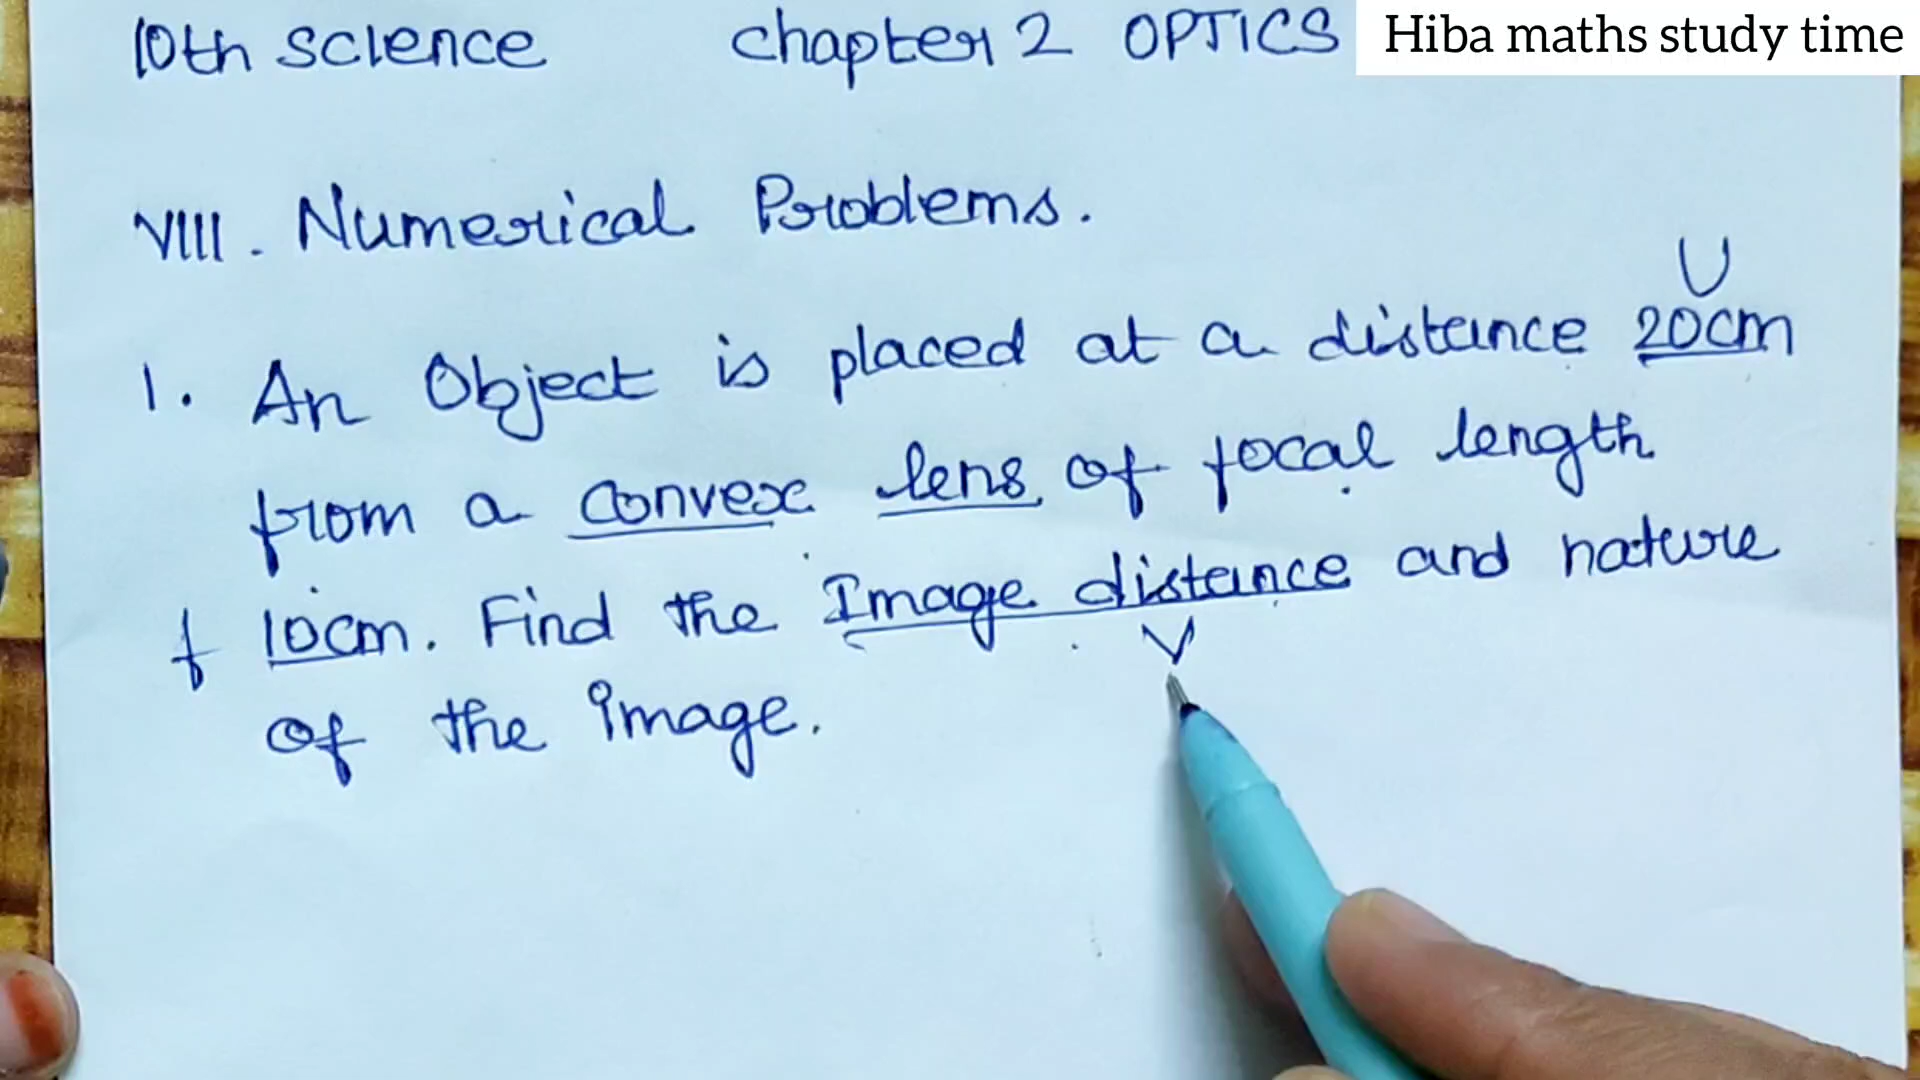 10th Science chapter 2 OPTICS Hiba maths study time
VIII. Numerical Problems.
U
1. An Object is placed at a distance 20cm
from a convex lens of focal length
f 10cm. Find the Image distance and nature
V
of the image.